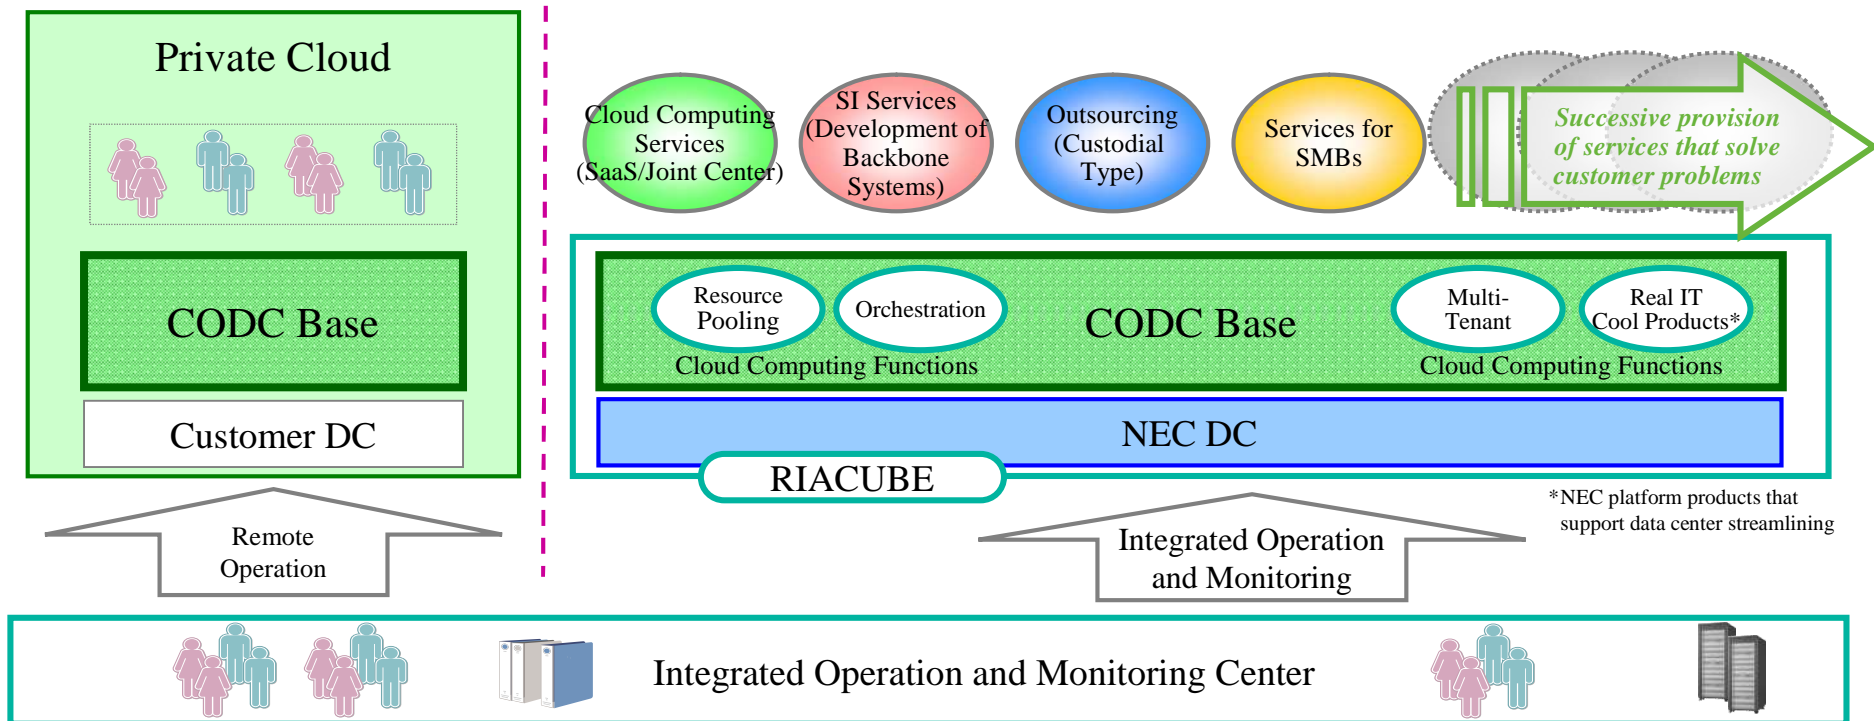 Private Cloud
CODC Base
Customer DC
Remote
Operation
Cloud Computing
Services
(SaaS/Joint Center)
SI Services
(Development of
Backbone
Systems)
Outsourcing
(Custodial
Type)
Services for
SMBs
Successive provision
of services that solve
customer problems
Resource
Pooling
Orchestration
Cloud Computing Functions
CODC Base
Multi-
Tenant
Real IT
Cool Products*
Cloud Computing Functions
NEC DC
RIACUBE
*NEC platform products that
support data center streamlining
Integrated Operation
and Monitoring
Integrated Operation and Monitoring Center